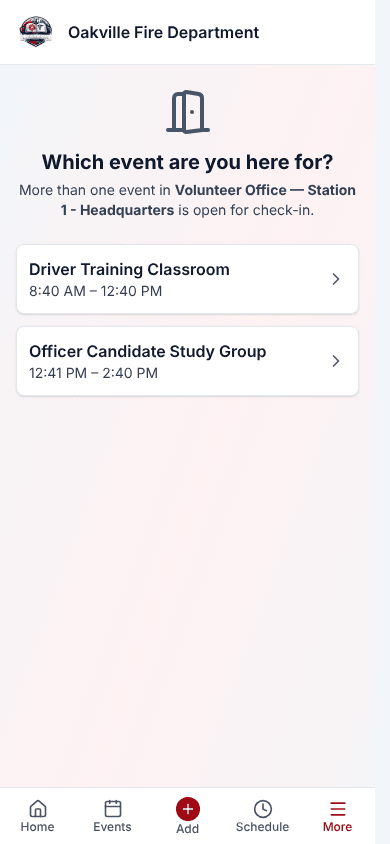 Oakville Fire Department
Which event are you here for?
More than one event in Volunteer Office — Station
1 - Headquarters is open for check-in.
Driver Training Classroom
8:40 AM – 12:40 PM
Officer Candidate Study Group
12:41 PM – 2:40 PM
Home
Events
Add
Schedule
More